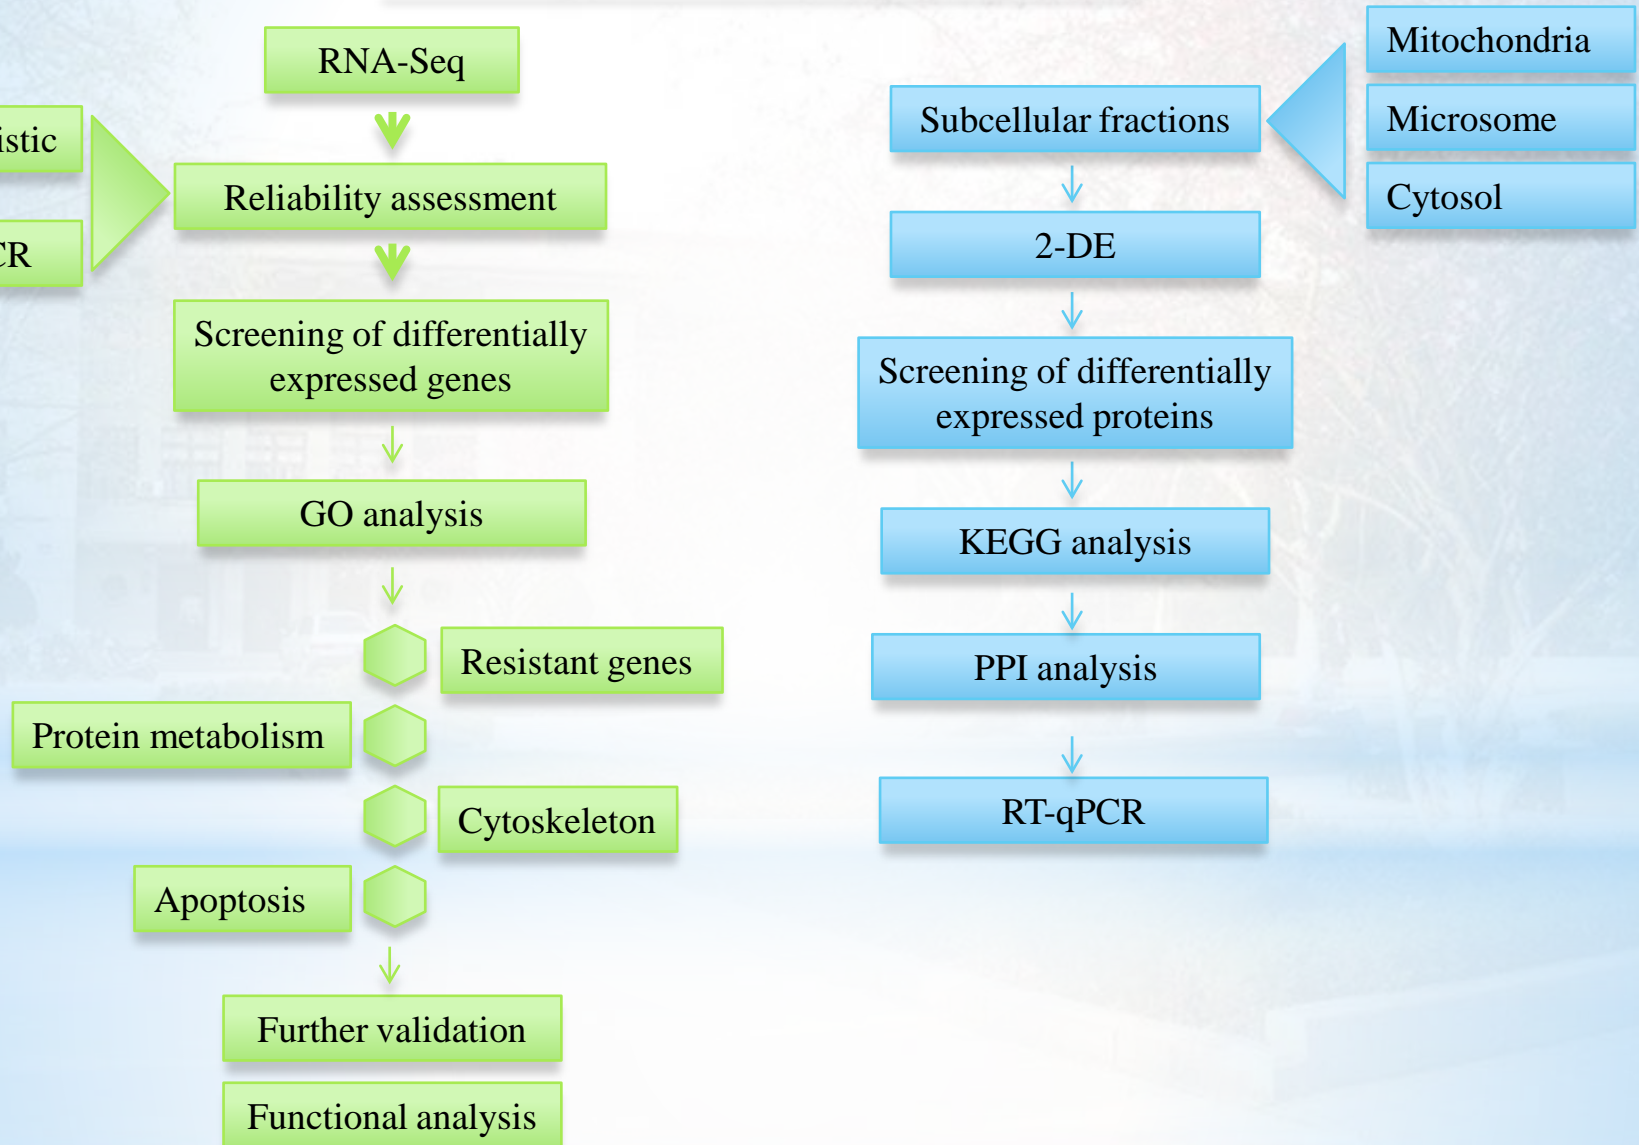 RNA-Seq
Reliability assessment
Screening of differentially
expressed genes
GO analysis
Resistant genes
Protein metabolism
Cytoskeleton
Apoptosis
Further validation
Functional analysis
Mitochondria
Subcellular fractions
Microsome
Cytosol
2-DE
Screening of differentially
expressed proteins
KEGG analysis
PPI analysis
RT-qPCR